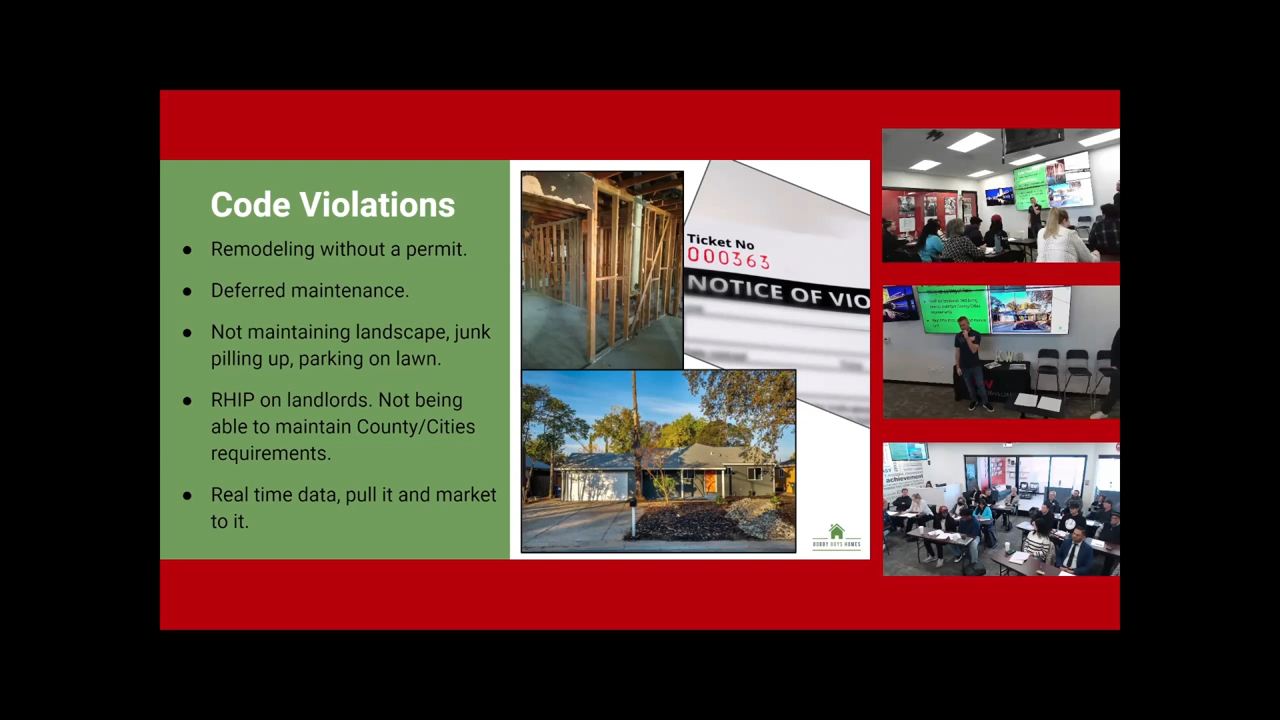 Code Violations
● Remodeling without a permit.
● Deferred maintenance.
● Not maintaining landscape, junk
pilling up, parking on lawn.
● RHIP on landlords. Not being
able to maintain County/Cities
requirements.
● Real time data, pull it and market
to it.
Ticket No
000363
NOTICE OF VIO
BOBBY BUYS HOMES
achievement